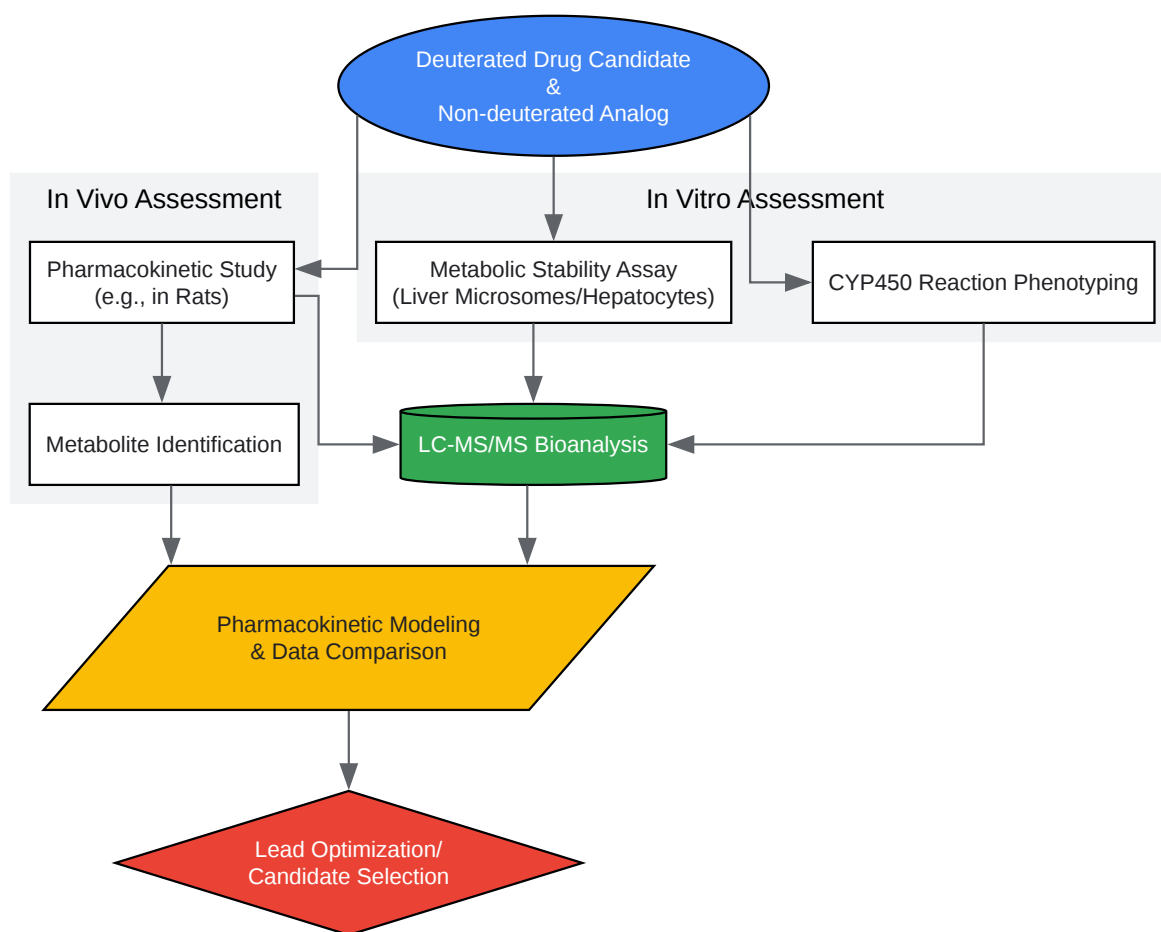 Deuterated Drug Candidate
&
Non-deuterated Analog
In Vivo Assessment
In Vitro Assessment
Pharmacokinetic Study
(e.g., in Rats)
Metabolic Stability Assay
(Liver Microsomes/Hepatocytes)
CYP450 Reaction Phenotyping
Metabolite Identification
LC-MS/MS Bioanalysis
Pharmacokinetic Modeling
& Data Comparison
Lead Optimization/
Candidate Selection